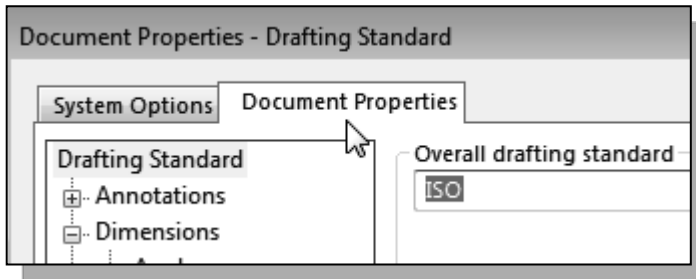 Document Properties - Drafting Standard
System Options
Document Properties
Drafting Standard
Annotations
Dimensions
Overall drafting standard
ISO